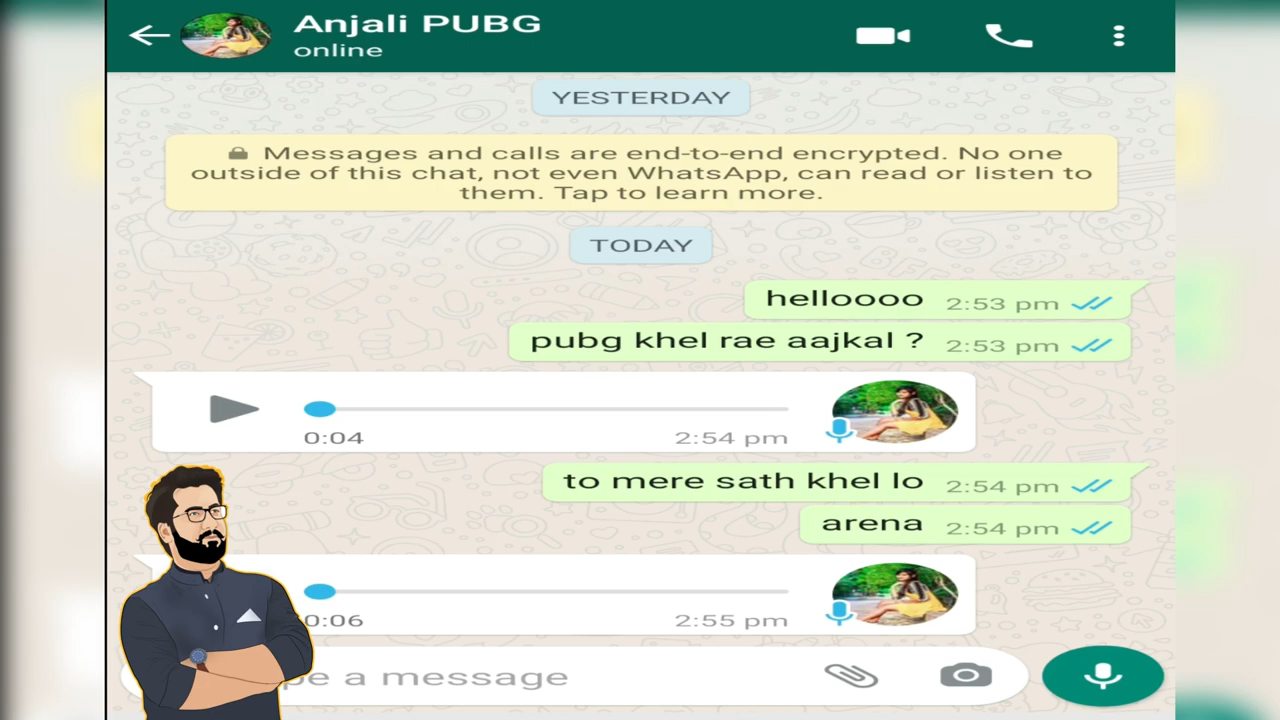 Anjali PUBG
online
YESTERDAY
Messages and calls are end-to-end encrypted. No one
outside of this chat, not even WhatsApp, can read or listen to
them. Tap to learn more.
TODAY
helloooo 2:53 pm
pubg khel rae aajkal ? 2:53 pm
0:04 2:54 pm
to mere sath khel lo 2:54 pm
arena 2:54 pm
0:06 2:55 pm
pe a message